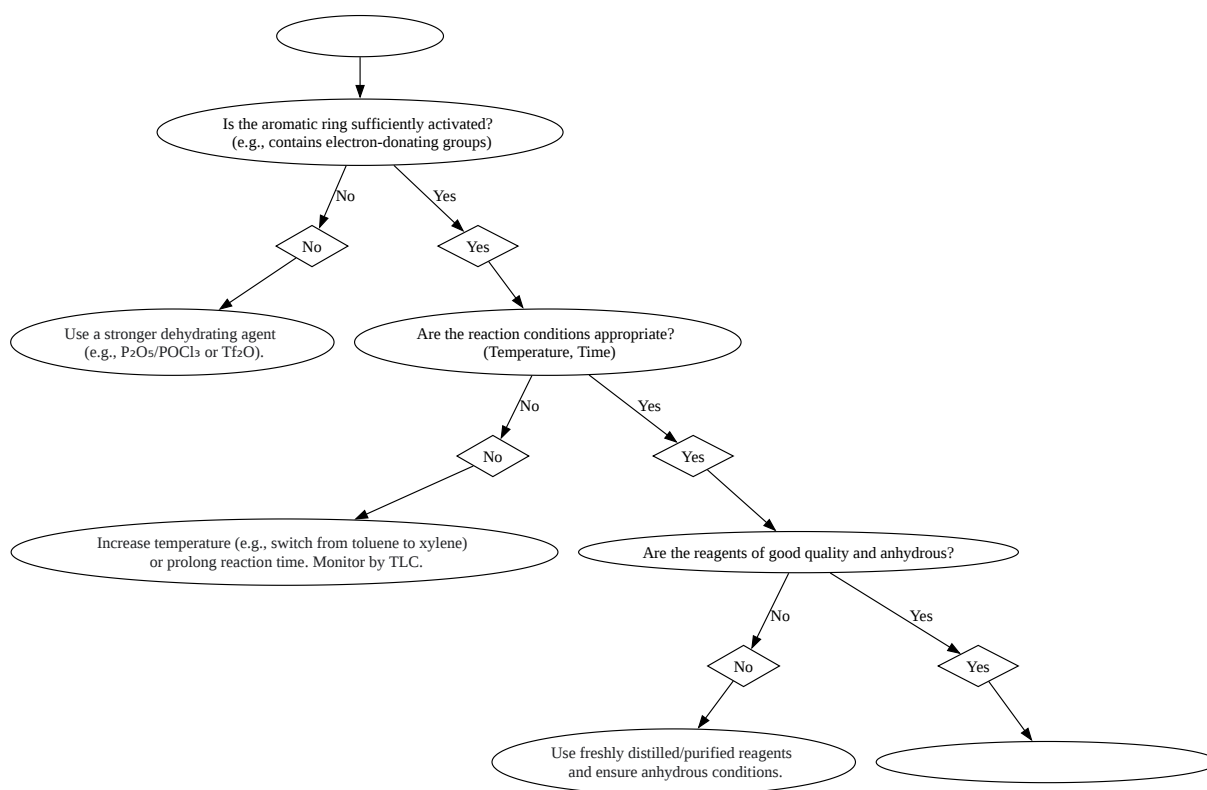 Is the aromatic ring sufficiently activated?
(e.g., contains electron-donating groups)
No
Yes
No
Yes
Use a stronger dehydrating agent
(e.g., P₂O₅/POCl₃ or Tf₂O).
Are the reaction conditions appropriate?
(Temperature, Time)
No
Yes
No
Yes
Increase temperature (e.g., switch from toluene to xylene)
or prolong reaction time. Monitor by TLC.
Are the reagents of good quality and anhydrous?
No
Yes
No
Yes
Use freshly distilled/purified reagents
and ensure anhydrous conditions.